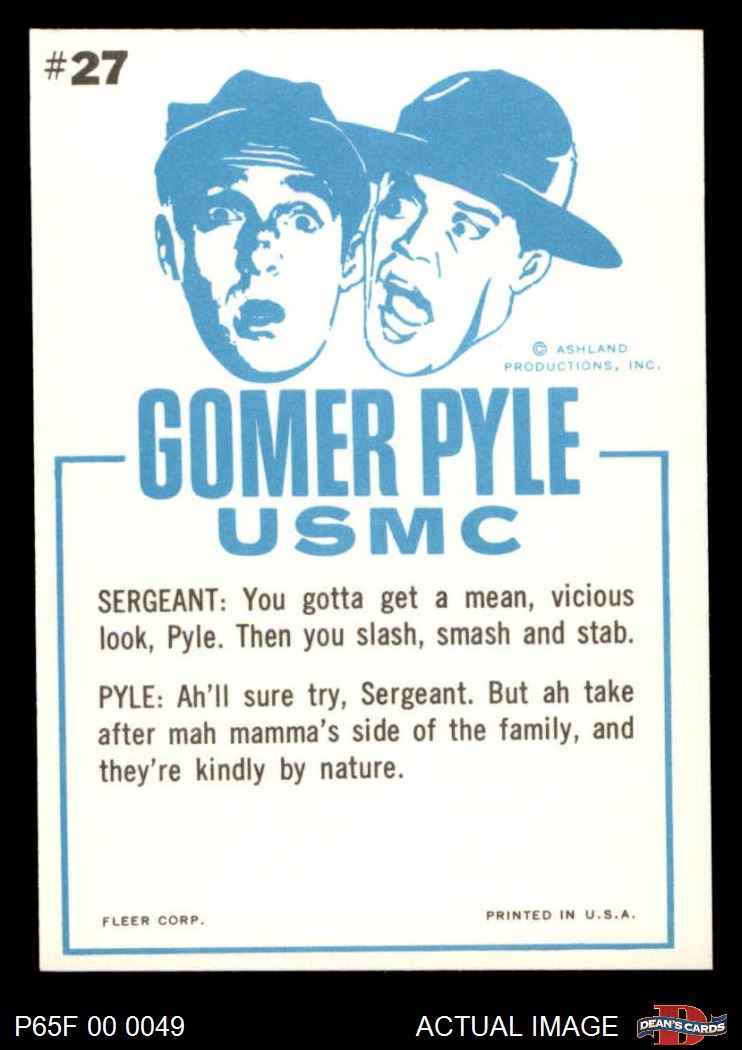 #27
© ASHLAND
PRODUCTIONS, INC.
GOMER PYLE
USMC
SERGEANT: You gotta get a mean, vicious
look, Pyle. Then you slash, smash and stab.
PYLE: Ah'll sure try, Sergeant. But ah take
after mah mamma's side of the family, and
they're kindly by nature.
FLEER CORP.
PRINTED IN U.S.A.
P65F 00 0049
ACTUAL IMAGE
DEAN'S CARDS